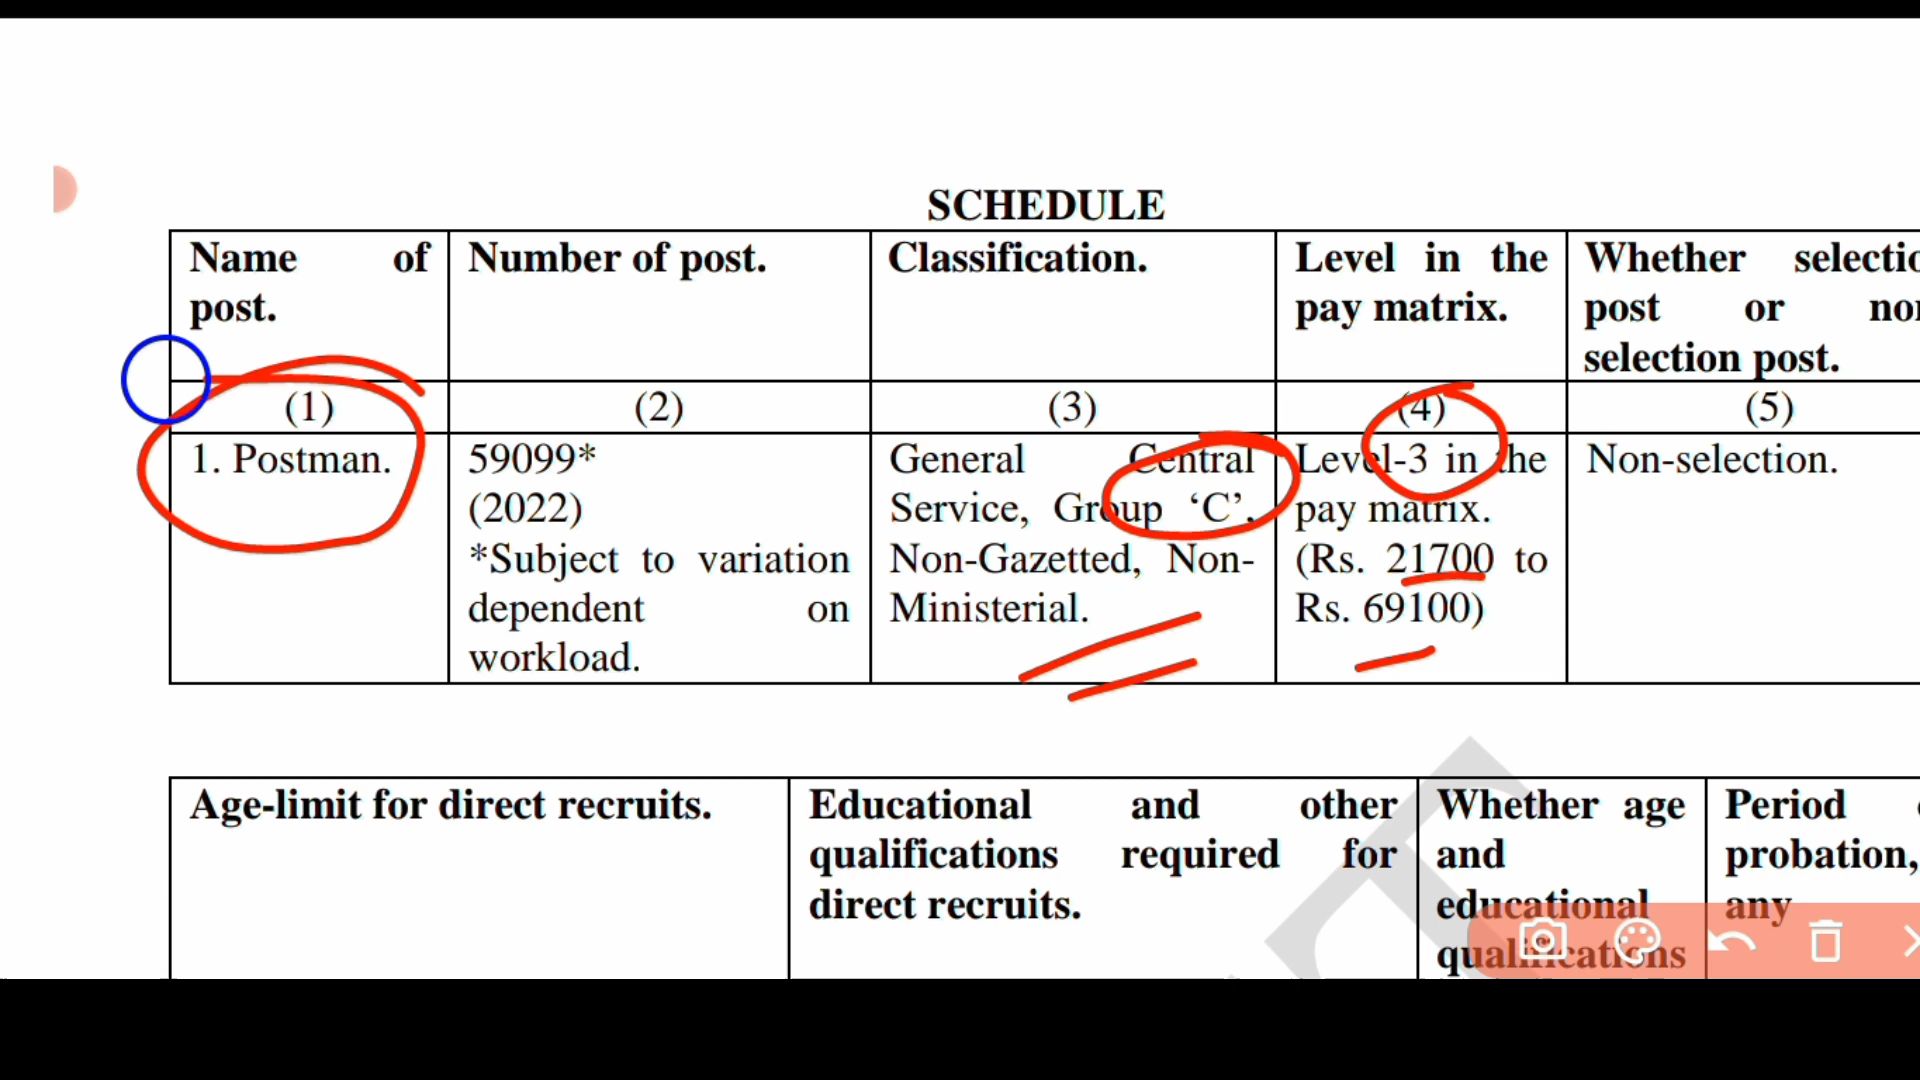 SCHEDULE
Name of
post.
Number of post.
Classification.
Level in the
pay matrix.
Whether
post or
selection post.
(1)
(2)
(3)
(4)
(5)
1. Postman.
59099*
(2022)
*Subject to variation
dependent on
workload.
General Central
Service, Group ‘C’,
Non-Gazetted, Non-
Ministerial.
Level-3 in the
pay matrix.
(Rs. 21700 to
Rs. 69100)
Non-selection.
Age-limit for direct recruits.
Educational and other
qualifications required for
direct recruits.
Whether age
and
educational
qualifications
Period
probation,
any